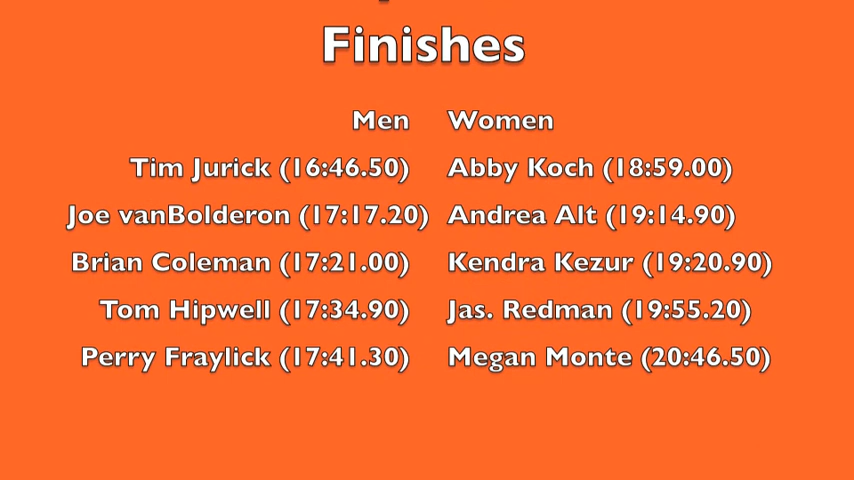 Finishes
Men Women
Tim Jurick (16:46.50) Abby Koch (18:59.00)
Joe vanBolderon (17:17.20) Andrea Alt (19:14.90)
Brian Coleman (17:21.00) Kendra Kezur (19:20.90)
Tom Hipwell (17:34.90) Jas. Redman (19:55.20)
Perry Fraylick (17:41.30) Megan Monte (20:46.50)